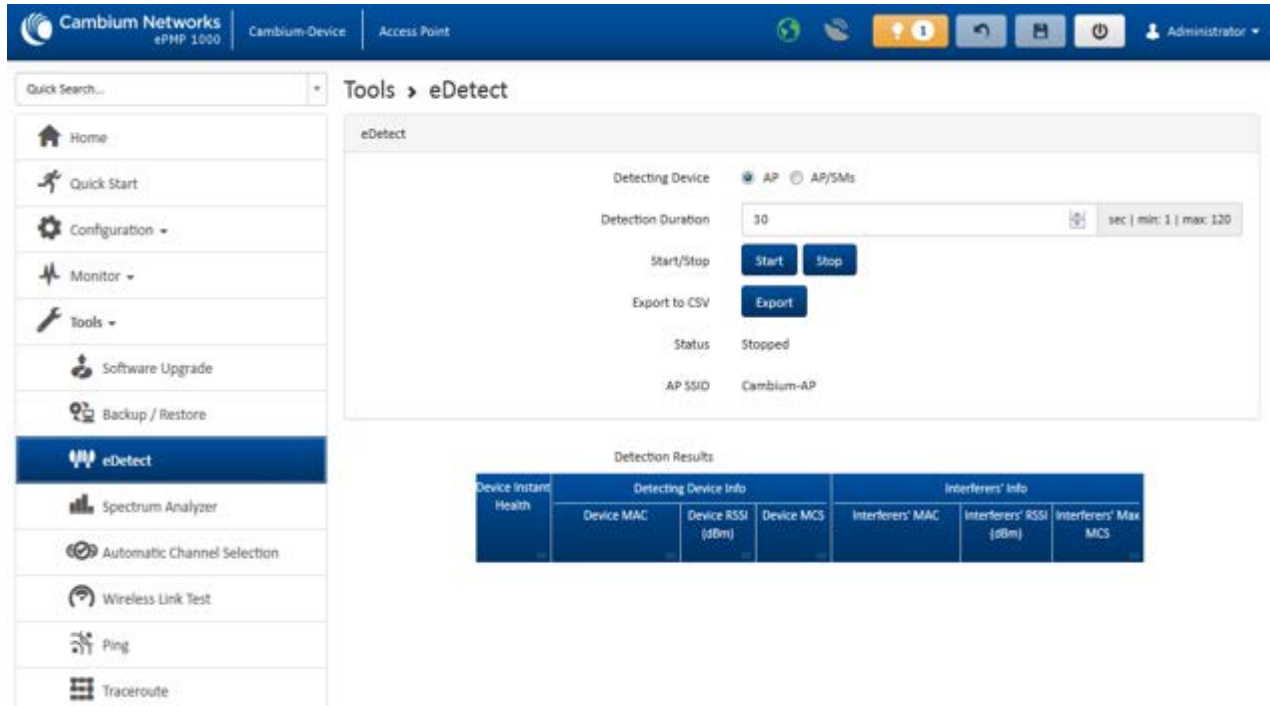 Cambium Networks
ePMP 1000
Cambium-Device
Access Point
1
Administrator
Quick Search...
Tools › eDetect
Home
Quick Start
Configuration
Monitor
Tools
Software Upgrade
Backup / Restore
eDetect
Spectrum Analyzer
Automatic Channel Selection
Wireless Link Test
Ping
Traceroute
eDetect
Detecting Device AP AP/SMs
Detection Duration 30 sec | min: 1 | max: 120
Start/Stop Start Stop
Export to CSV Export
Status Stopped
AP SSID Cambium-AP
Detection Results
Device Instant
Health
Detecting Device Info
Interferers' Info
Device MAC
Device RSSI
(dBm)
Device MCS
Interferers' MAC
Interferers' RSSI
(dBm)
Interferers' Max
MCS